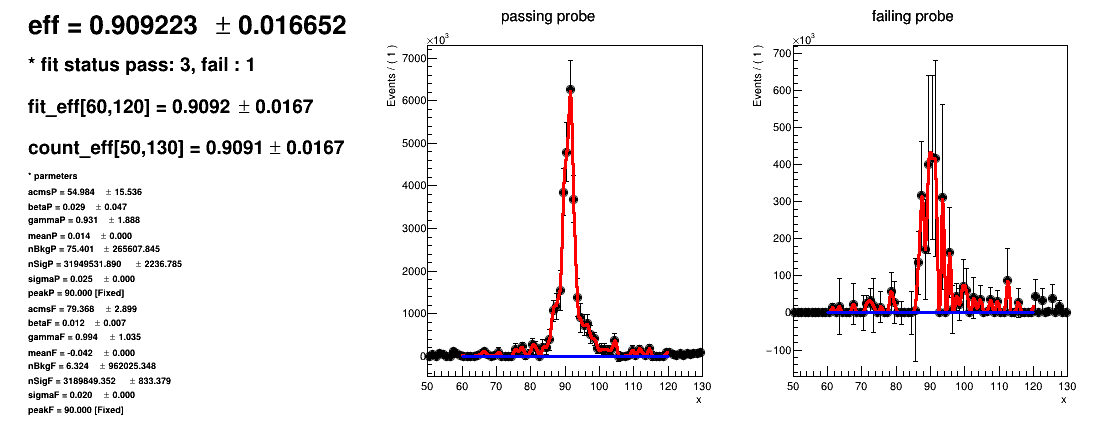 eff = 0.909223 ± 0.016652
* fit status pass: 3, fail : 1
fit_eff[60,120] = 0.9092 ± 0.0167
count_eff[50,130] = 0.9091 ± 0.0167
* parmeters
acmsP = 54.984 ± 15.536
betaP = 0.029 ± 0.047
gammaP = 0.931 ± 1.888
meanP = 0.014 ± 0.000
nBkgP = 75.401 ± 265607.845
nSigP = 31949531.890 ± 2236.785
sigmaP = 0.025 ± 0.000
peakP = 90.000 [Fixed]
acmsF = 79.368 ± 2.899
betaF = 0.012 ± 0.007
gammaF = 0.994 ± 1.035
meanF = -0.042 ± 0.000
nBkgF = 6.324 ± 962025.348
nSigF = 3189849.352 ± 833.379
sigmaF = 0.020 ± 0.000
peakF = 90.000 [Fixed]
passing probe
×10³
Events / ( 1 )
7000
6000
5000
4000
3000
2000
1000
0
50 60 70 80 90 100 110 120 130
x
failing probe
×10³
Events / ( 1 )
700
600
500
400
300
200
100
0
−100
50 60 70 80 90 100 110 120 130
x